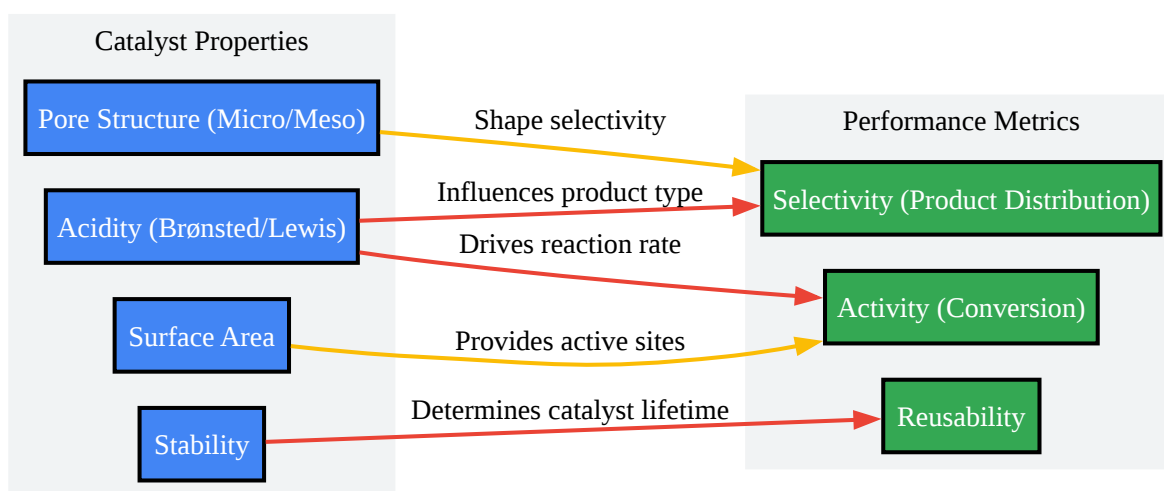 Catalyst Properties
Pore Structure (Micro/Meso)
Acidity (Brønsted/Lewis)
Surface Area
Stability
Shape selectivity
Influences product type
Drives reaction rate
Provides active sites
Determines catalyst lifetime
Performance Metrics
Selectivity (Product Distribution)
Activity (Conversion)
Reusability